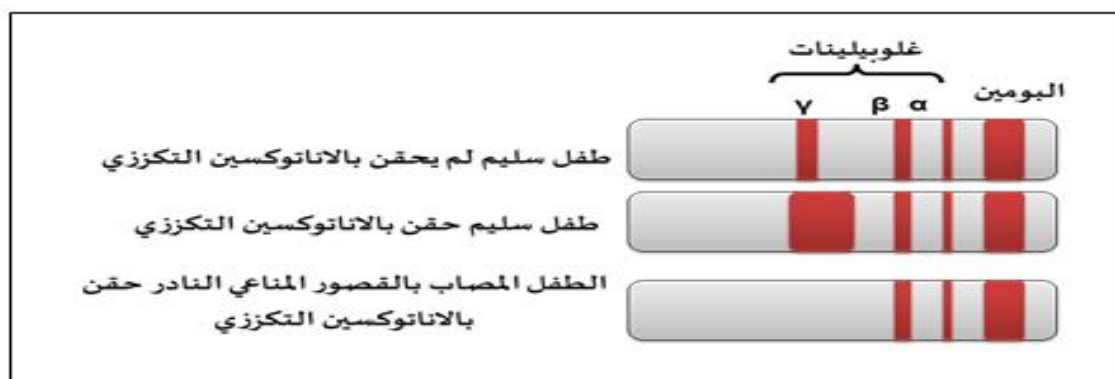 غلوبيلينات
البومين
α β γ
طفل سليم لم يحقن بالاناتوكسين التكززي
طفل سليم حقن بالاناتوكسين التكززي
الطفل المصاب بالقصور المناعي النادر حقن
بالاناتوكسين التكززي